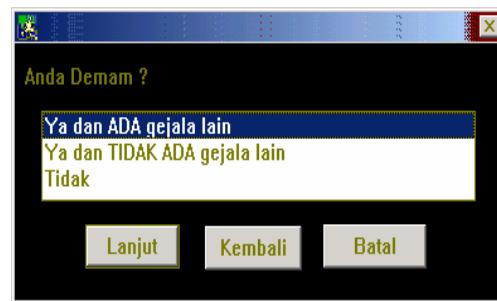 Anda Demam ?
Ya dan ADA gejala lain
Ya dan TIDAK ADA gejala lain
Tidak
Lanjut Kembali Batal